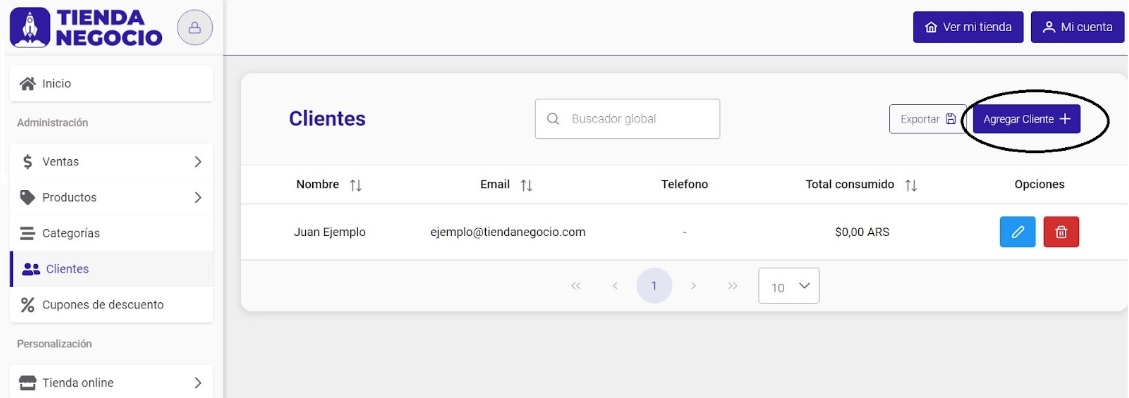 TIENDA
NEGOCIO
Ver mi tienda
Mi cuenta
Inicio
Administración
Ventas
Productos
Categorías
Clientes
Cupones de descuento
Personalización
Tienda online
Clientes
Buscador global
Exportar
Agregar Cliente
Nombre Email Telefono Total consumido Opciones
Juan Ejemplo ejemplo@tiendanegocio.com - $0,00 ARS
1
10